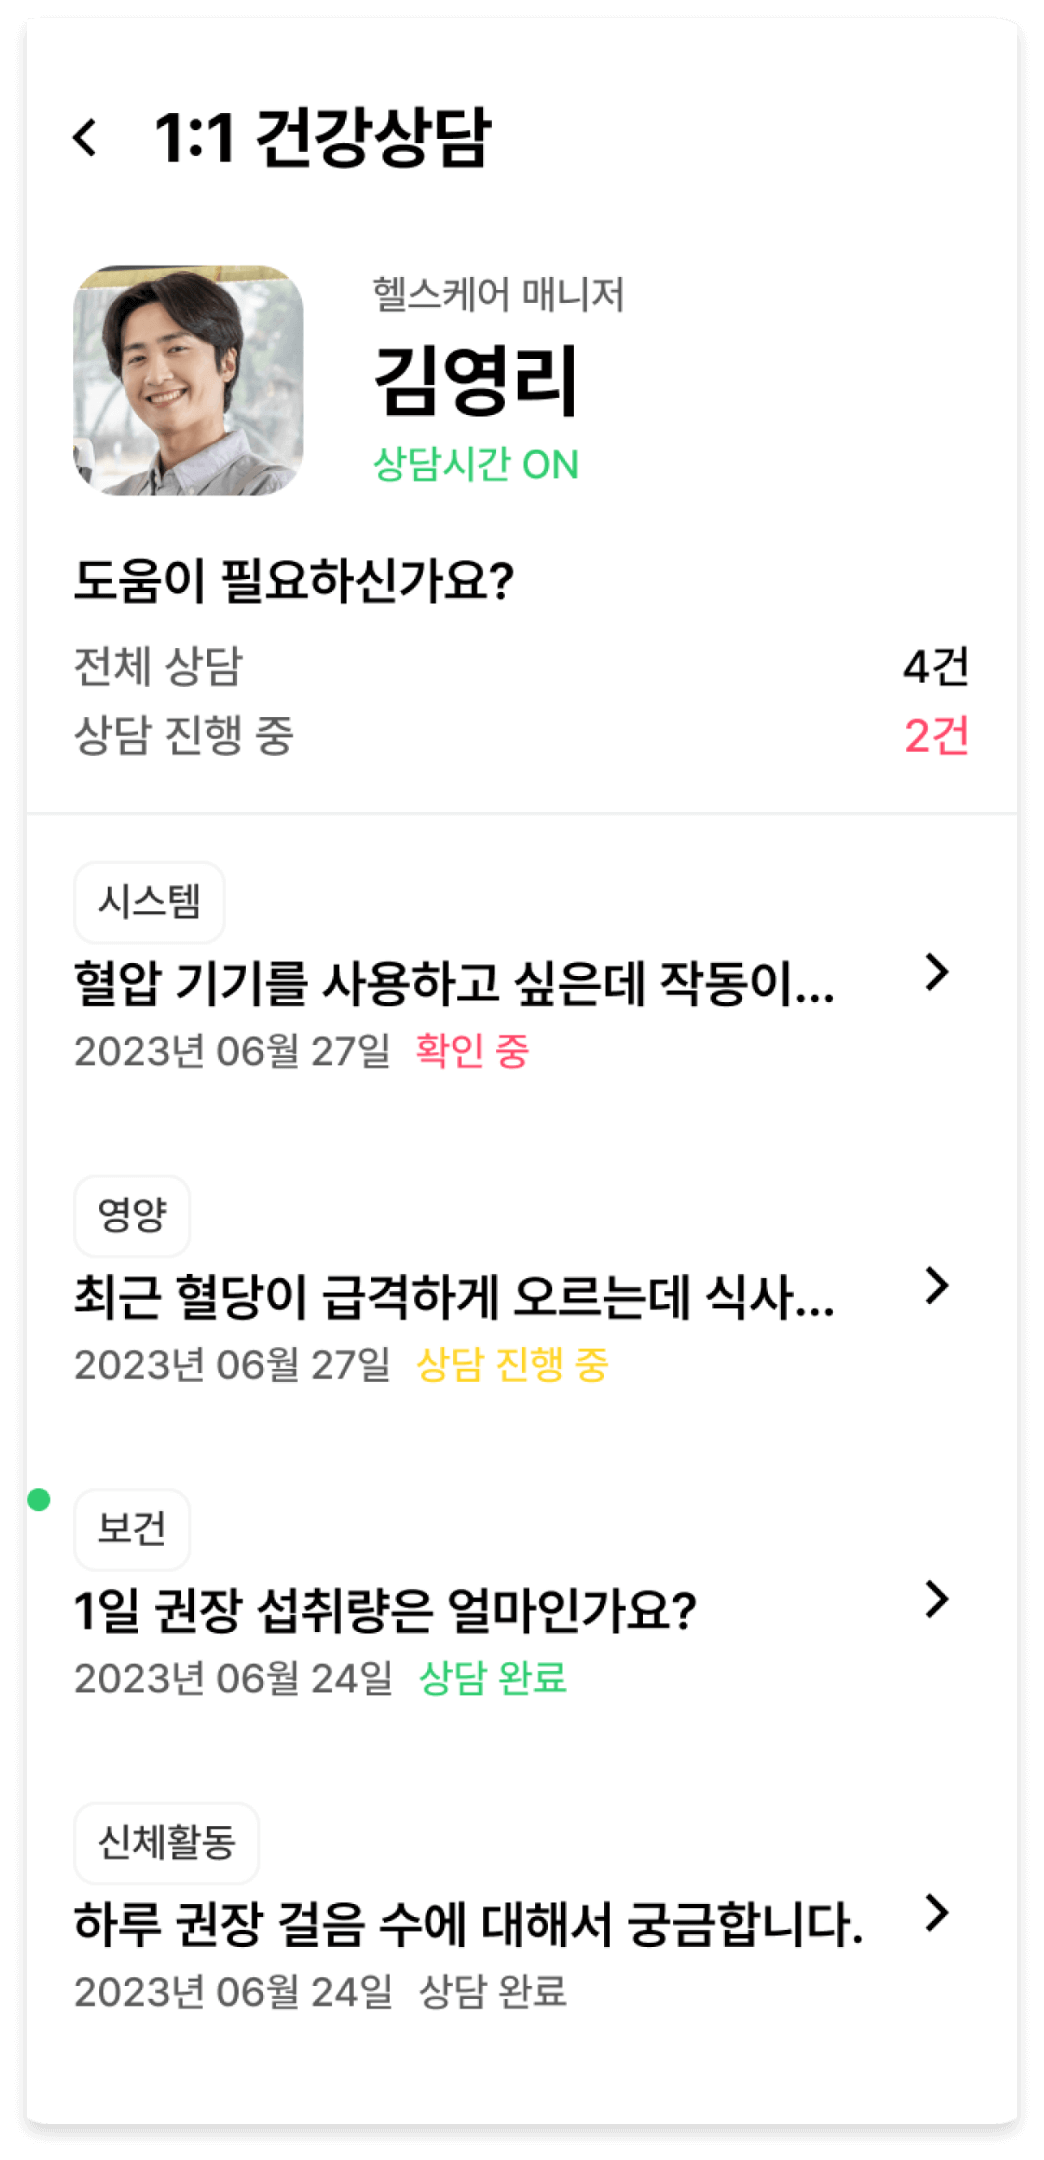 1:1 건강상담
헬스케어 매니저
김영리
상담시간 ON
도움이 필요하신가요?
전체 상담 4건
상담 진행 중 2건
시스템
혈압 기기를 사용하고 싶은데 작동이...
2023년 06월 27일 확인 중
영양
최근 혈당이 급격하게 오르는데 식사...
2023년 06월 27일 상담 진행 중
보건
1일 권장 섭취량은 얼마인가요?
2023년 06월 24일 상담 완료
신체활동
하루 권장 걸음 수에 대해서 궁금합니다.
2023년 06월 24일 상담 완료